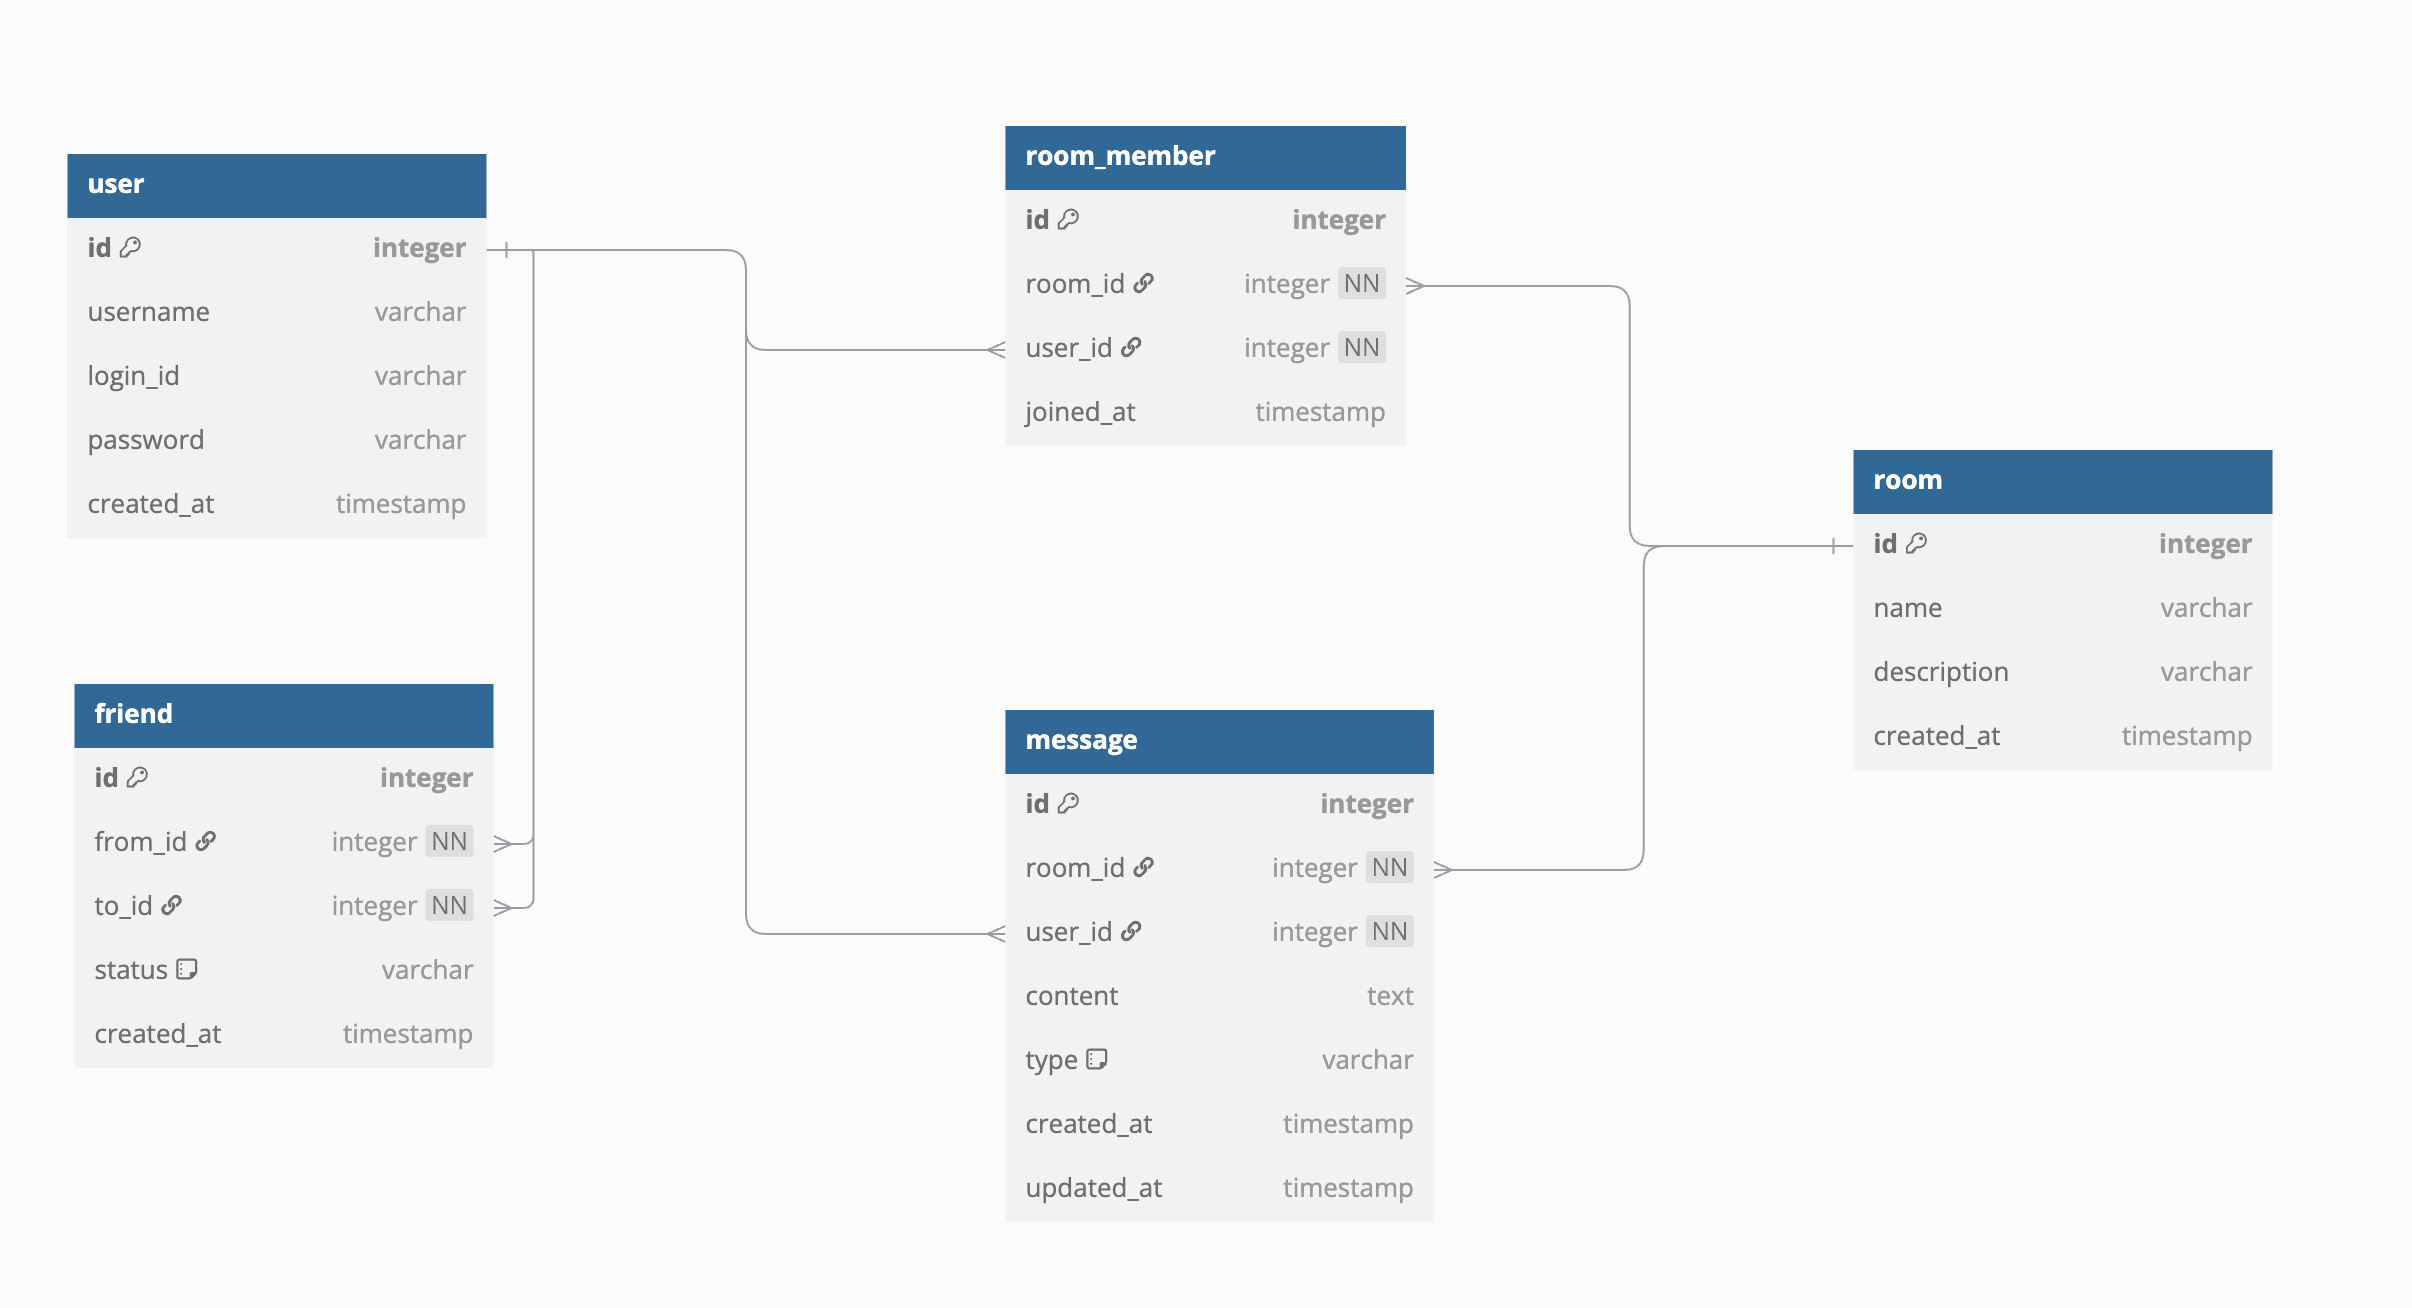 user
id integer
username varchar
login_id varchar
password varchar
created_at timestamp
friend
id integer
from_id integer NN
to_id integer NN
status varchar
created_at timestamp
room_member
id integer
room_id integer NN
user_id integer NN
joined_at timestamp
message
id integer
room_id integer NN
user_id integer NN
content text
type varchar
created_at timestamp
updated_at timestamp
room
id integer
name varchar
description varchar
created_at timestamp